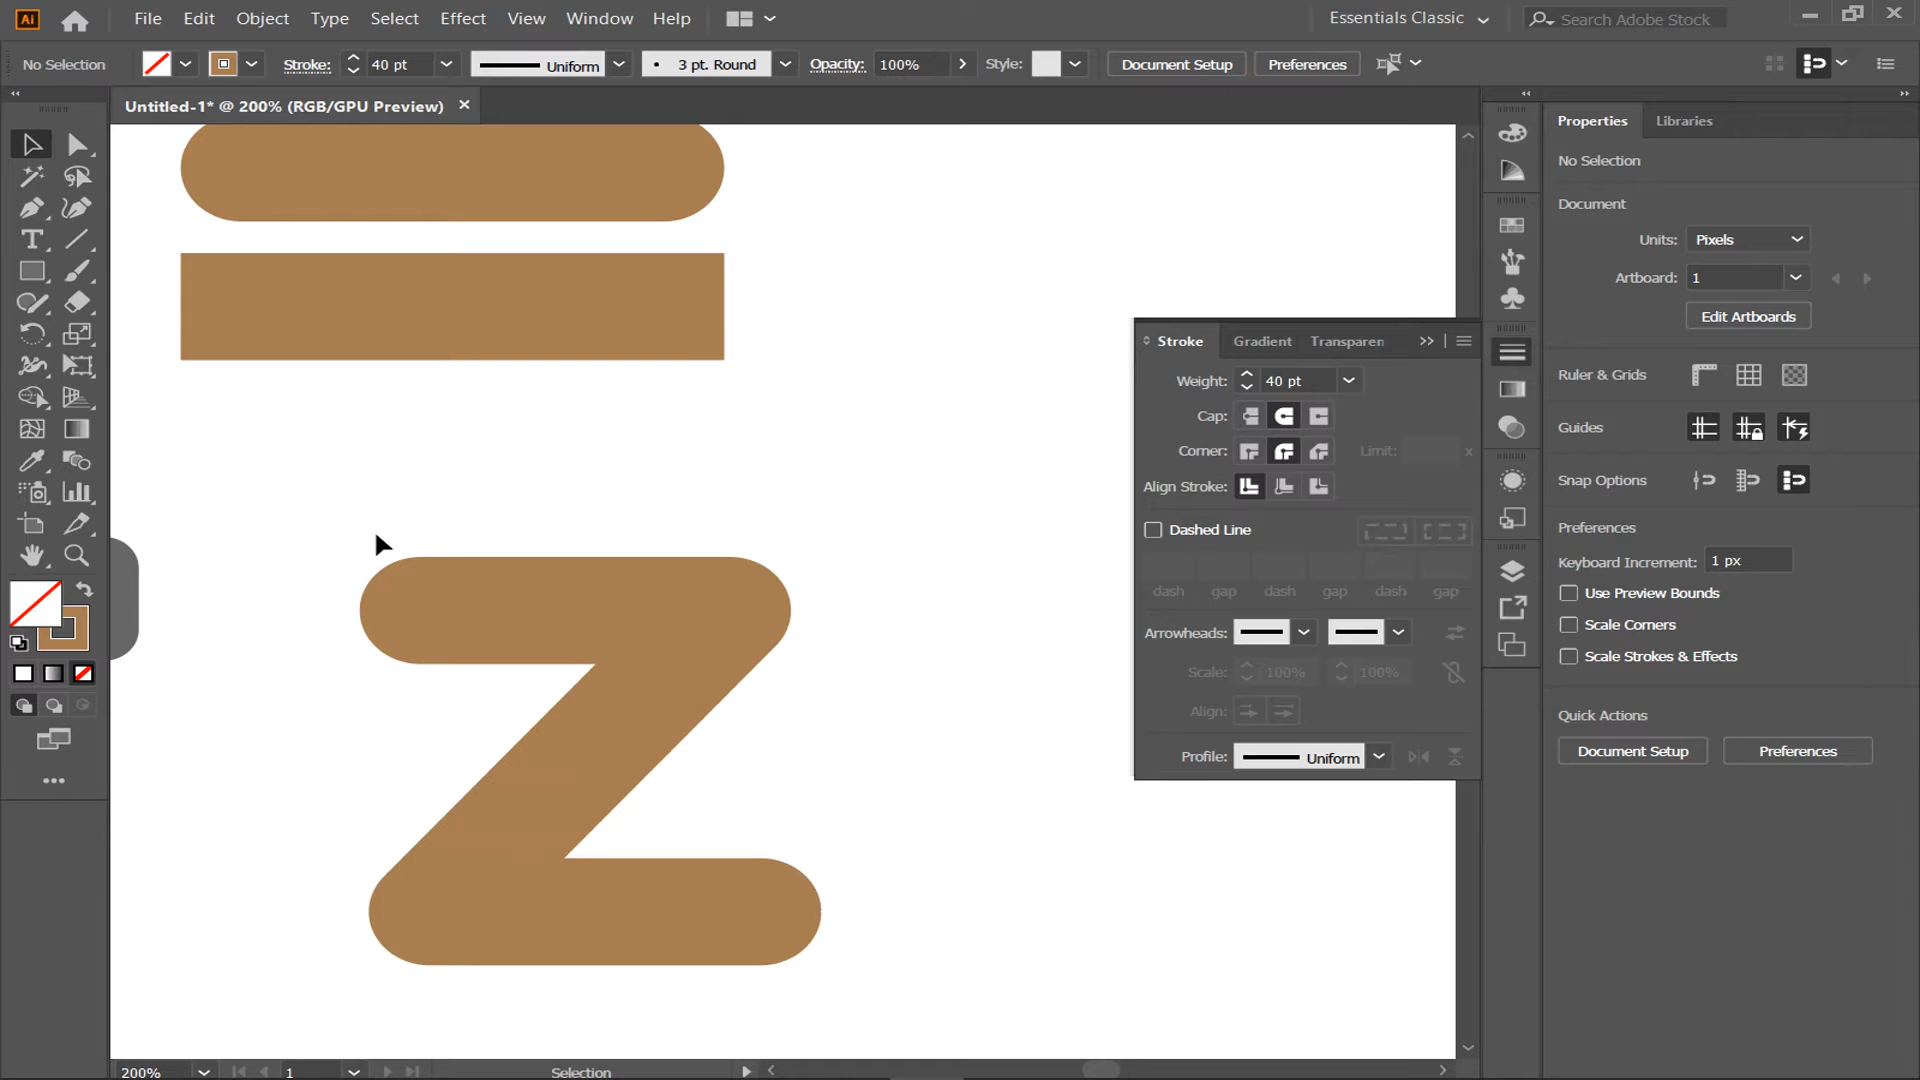 Ai File Edit Object Type Select Effect View Window Help Essentials Classic Search Adobe Stock
No Selection Stroke: 40 pt Uniform 3 pt. Round Opacity: 100% Style: Document Setup Preferences
Untitled-1* @ 200% (RGB/GPU Preview)
Properties Libraries
No Selection
Document
Units: Pixels
Artboard: 1
Edit Artboards
Stroke Gradient Transparen
Weight: 40 pt
Ruler & Grids
Cap:
Guides
Corner: Limit: x
Align Stroke:
Snap Options
Dashed Line
Preferences
Keyboard Increment: 1 px
dash gap dash gap dash gap
Use Preview Bounds
Scale Corners
Arrowheads:
Scale Strokes & Effects
Scale: 100% 100%
Align:
Quick Actions
Document Setup Preferences
Profile: Uniform
200% 1 Selection